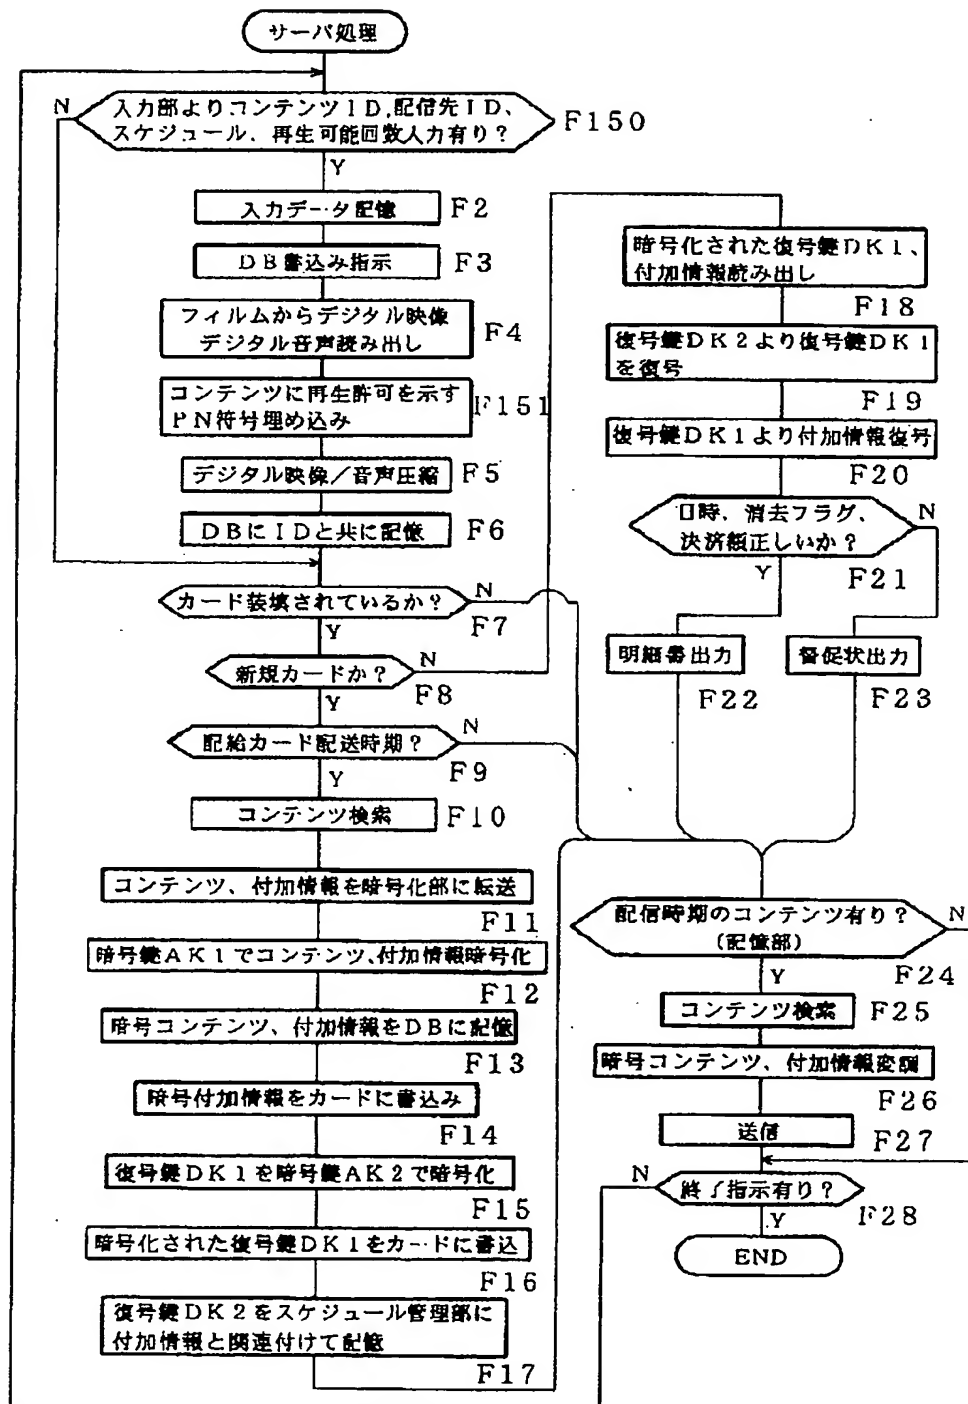 サーバ処理
N
入力部よりコンテンツID,配信先ID、
スケジュール、再生可能回数入力有り?
F150
Y
入力データ記憶
F2
DB書込み指示
F3
フィルムからデジタル映像
デジタル音声読み出し
F4
コンテンツに再生許可を示す
PN符号埋め込み
F151
デジタル映像/音声圧縮
F5
DBにIDと共に記憶
F6
カード装填されているか?
N
F7
Y
新規カードか?
N
F8
Y
配給カード配送時期?
N
F9
Y
コンテンツ検索
F10
コンテンツ、付加情報を暗号化部に転送
F11
暗号鍵AK1でコンテンツ、付加情報暗号化
F12
暗号コンテンツ、付加情報をDBに記憶
F13
暗号付加情報をカードに書込み
F14
復号鍵DK1を暗号鍵AK2で暗号化
F15
暗号化された復号鍵DK1をカードに書込
F16
復号鍵DK2をスケジュール管理部に
付加情報と関連付けて記憶
F17
暗号化された復号鍵DK1、
付加情報読み出し
F18
復号鍵DK2より復号鍵DK1
を復号
F19
復号鍵DK1より付加情報復号
F20
日時、消去フラグ、
決済額正しいか?
N
Y
F21
明細書出力
F22
督促状出力
F23
配信時期のコンテンツ有り?
(記憶部)
N
F24
Y
コンテンツ検索
F25
暗号コンテンツ、付加情報変調
F26
送信
F27
N
終了指示有り?
F28
Y
END